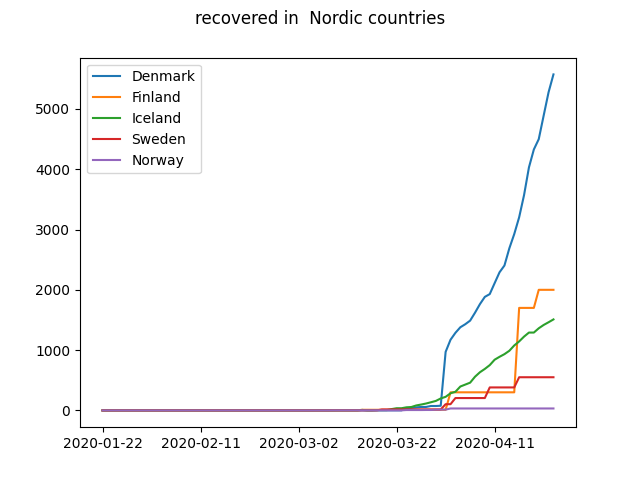 recovered in  Nordic countries
Denmark
Finland
Iceland
Sweden
Norway
5000
4000
3000
2000
1000
0
2020-01-22
2020-02-11
2020-03-02
2020-03-22
2020-04-11